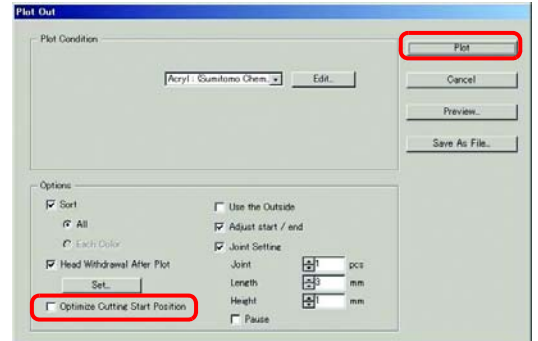 Plot Out
Plot Condition
Acryl : (Sumitomo Chem.
Edit...
Plot
Cancel
Preview...
Save As File...
Options
Sort
All
Each Color
Head Withdrawal After Plot
Set...
Optimize Cutting Start Position
Use the Outside
Adjust start / end
Joint Setting
Joint 1 pcs
Length 3 mm
Height 1 mm
Pause